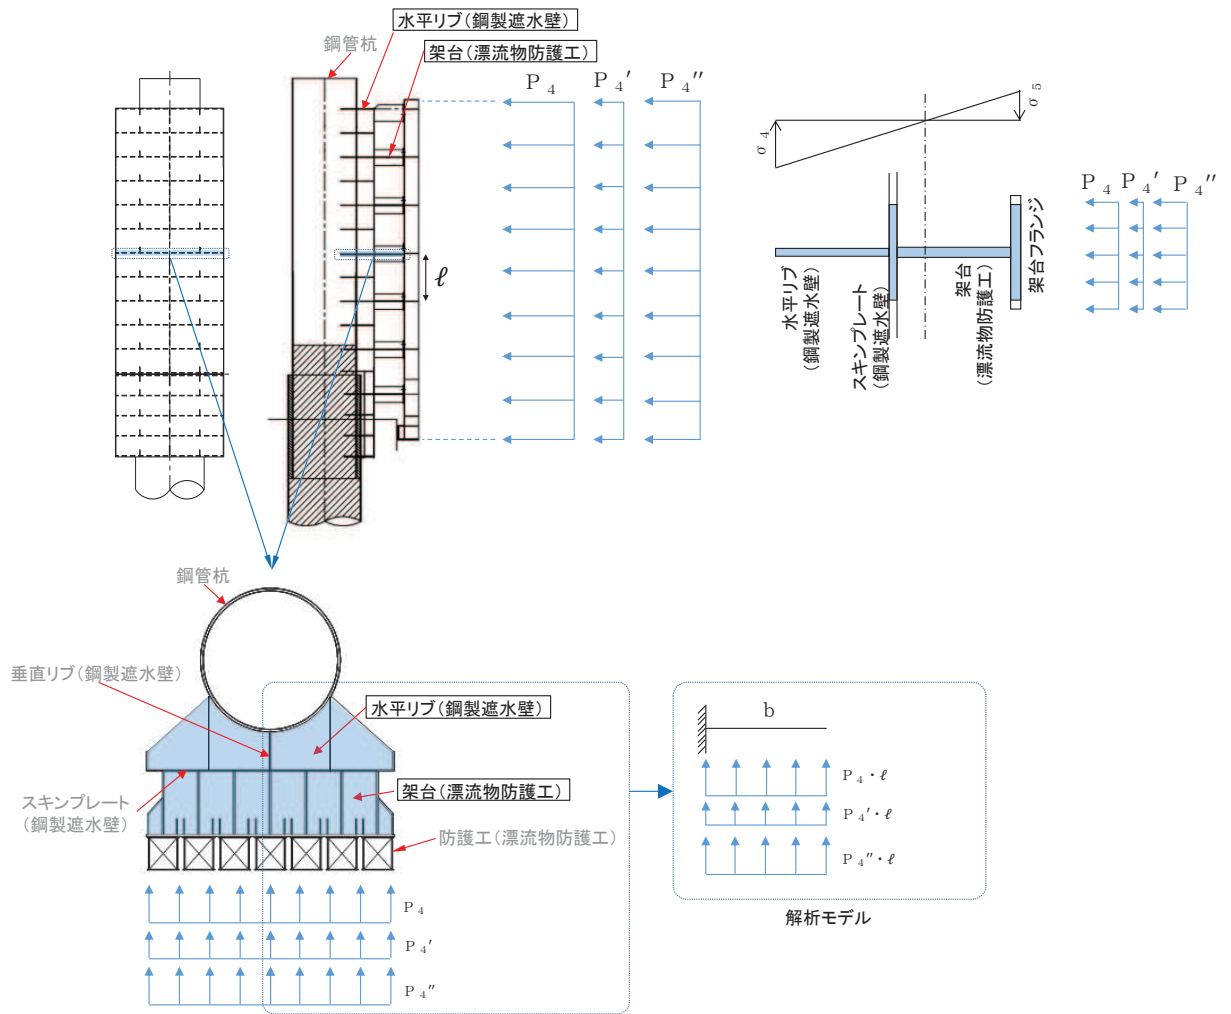 水平リブ(鋼製遮水壁)
鋼管杭
架台(漂流物防護工)
P₄
P₄′
P₄″
ℓ
σ₄
σ₅
P₄
P₄′
P₄″
水平リブ
(鋼製遮水壁)
スキンプレート
(鋼製遮水壁)
架台
(漂流物防護工)
架台フランジ
鋼管杭
垂直リブ(鋼製遮水壁)
水平リブ(鋼製遮水壁)
架台(漂流物防護工)
スキンプレート
(鋼製遮水壁)
防護工(漂流物防護工)
P₄
P₄′
P₄″
b
P₄・ℓ
P₄′・ℓ
P₄″・ℓ
解析モデル